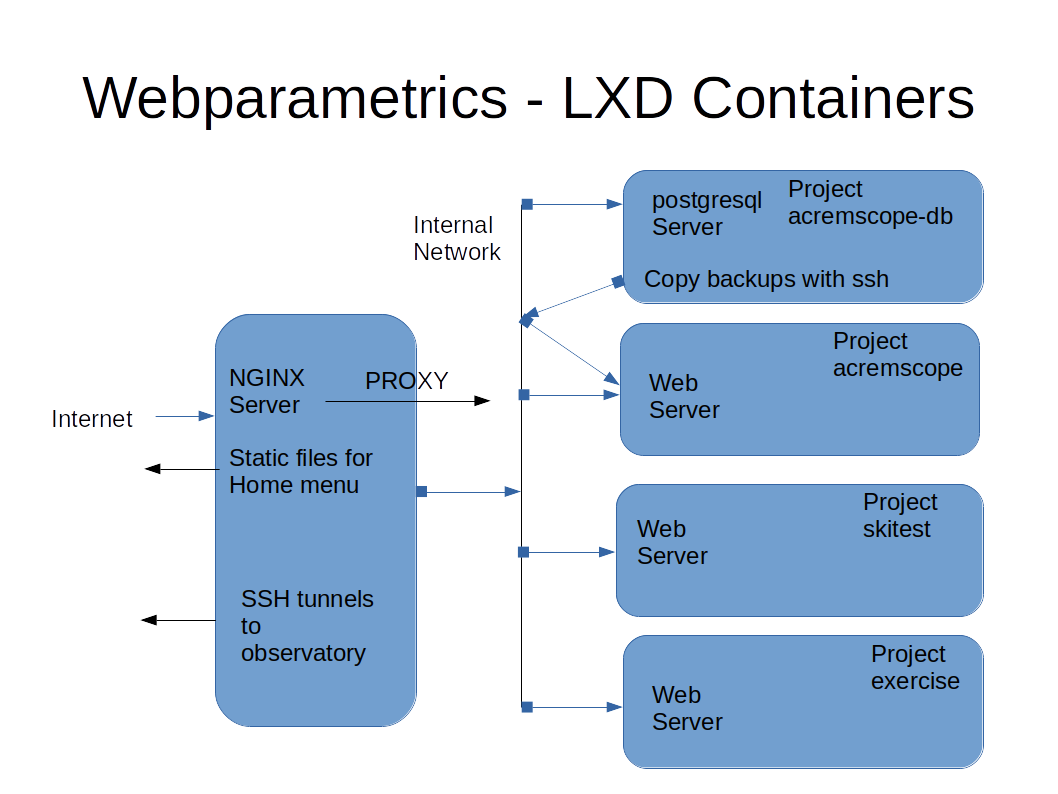 Webparametrics - LXD Containers
Internal
Network
postgresql
Server
Project
acremscope-db
Copy backups with ssh
Project
acremscope
Web
Server
Internet
NGINX
Server
PROXY
Static files for
Home menu
SSH tunnels
to
observatory
Project
skitest
Web
Server
Project
exercise
Web
Server